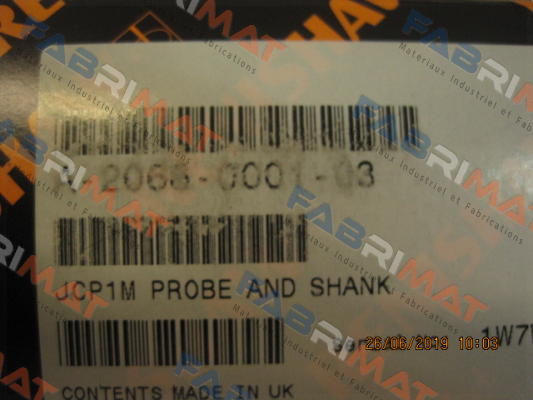 2068-0001-03
JCP1M PROBE AND SHANK
1W7
26/06/2019 10:03
CONTENTS MADE IN UK
FABRIMAT
Matériaux Industriel et Fabrications